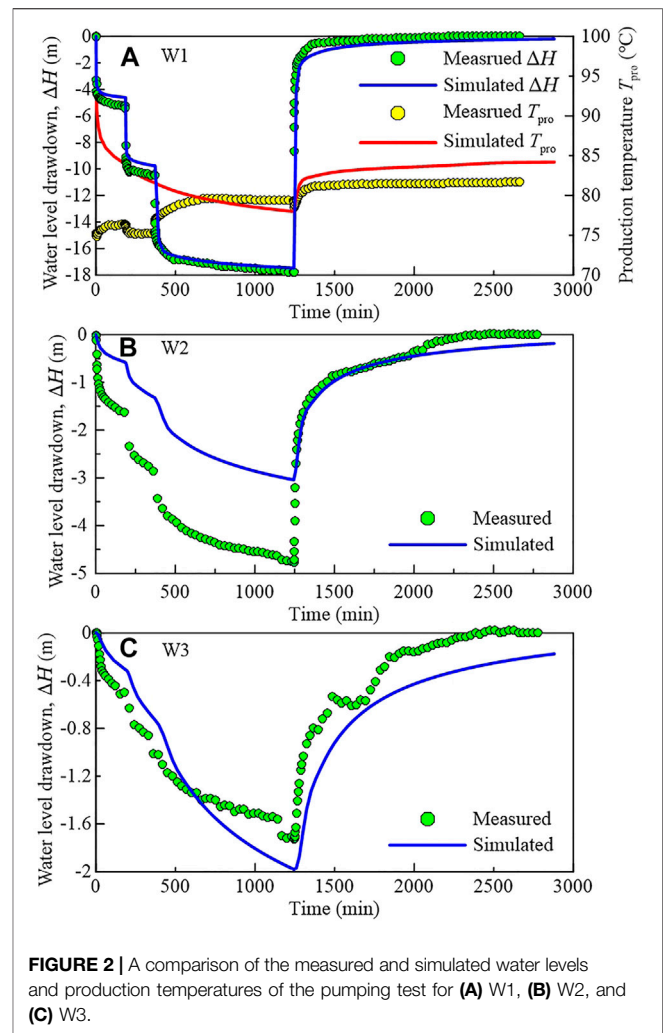 A
W1
Measrued ΔH
Simulated ΔH
Measrued Tpro
Simulated Tpro
0
-2
-4
-6
-8
-10
-12
-14
-16
-18
Water level drawdown, ΔH (m)
100
95
90
85
80
75
70
Production temperature Tpro (°C)
0 500 1000 1500 2000 2500 3000
Time (min)
B
W2
Measured
Simulated
0
-1
-2
-3
-4
-5
Water level drawdown, ΔH (m)
0 500 1000 1500 2000 2500 3000
Time (min)
C
W3
Measured
Simulated
0
-0.4
-0.8
-1.2
-1.6
-2
Water level drawdown, ΔH (m)
0 500 1000 1500 2000 2500 3000
Time (min)
FIGURE 2 | A comparison of the measured and simulated water levels
and production temperatures of the pumping test for (A) W1, (B) W2, and
(C) W3.